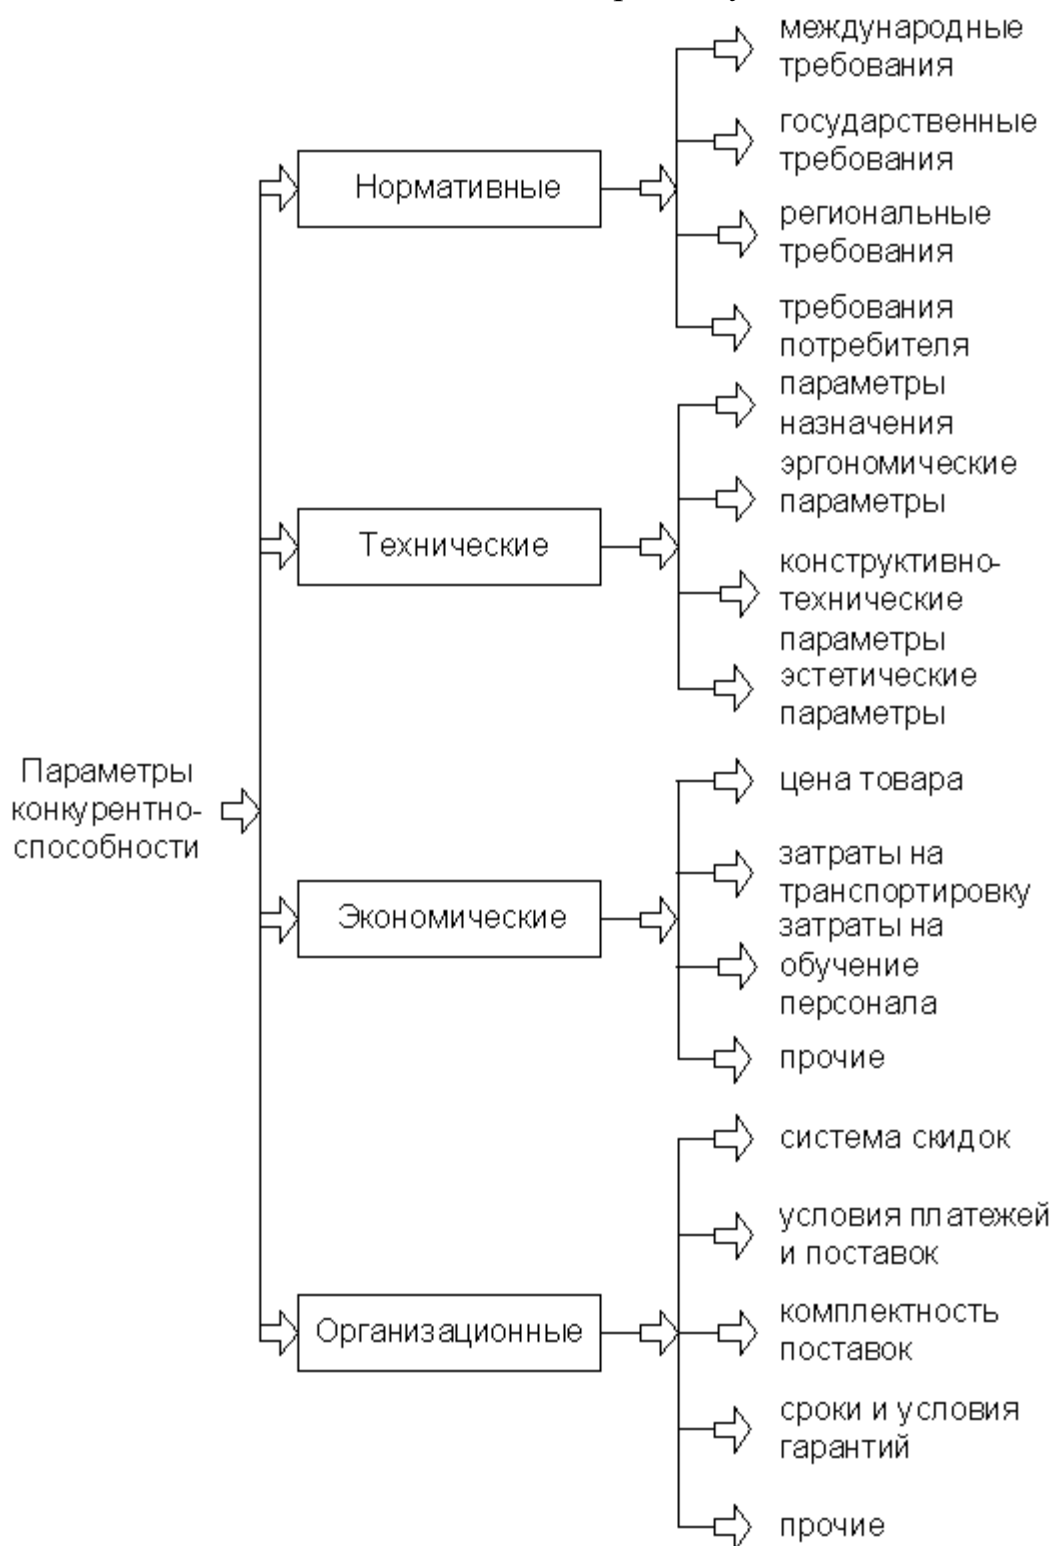 Параметры
конкурентно-
способности
Нормативные
международные
требования
государственные
требования
региональные
требования
требования
потребителя
Технические
параметры
назначения
эргономические
параметры
конструктивно-
технические
параметры
эстетические
параметры
Экономические
цена товара
затраты на
транспортировку
затраты на
обучение
персонала
прочие
Организационные
система скидок
условия платежей
и поставок
комплектность
поставок
сроки и условия
гарантий
прочие